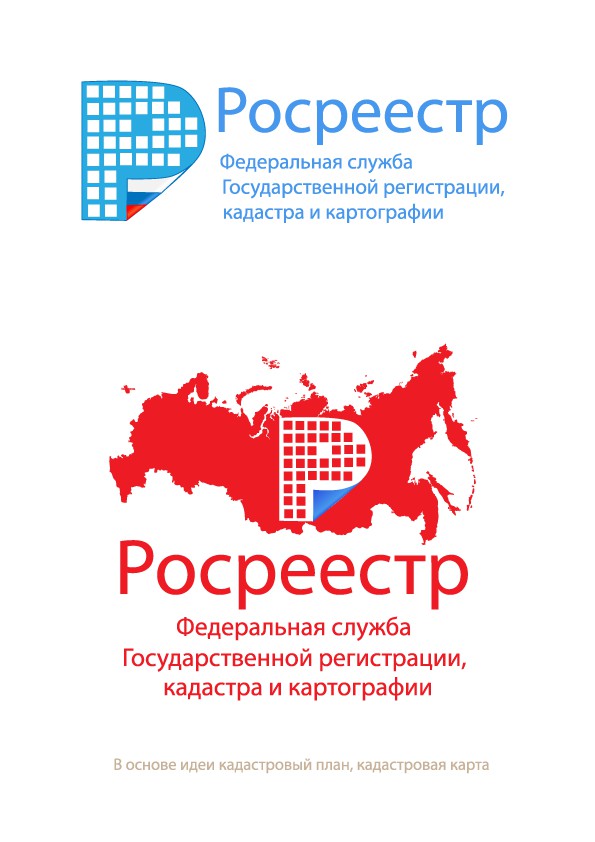 Росреестр
Федеральная служба
Государственной регистрации,
кадастра и картографии
Росреестр
Федеральная служба
Государственной регистрации,
кадастра и картографии
В основе идеи кадастровый план, кадастровая карта